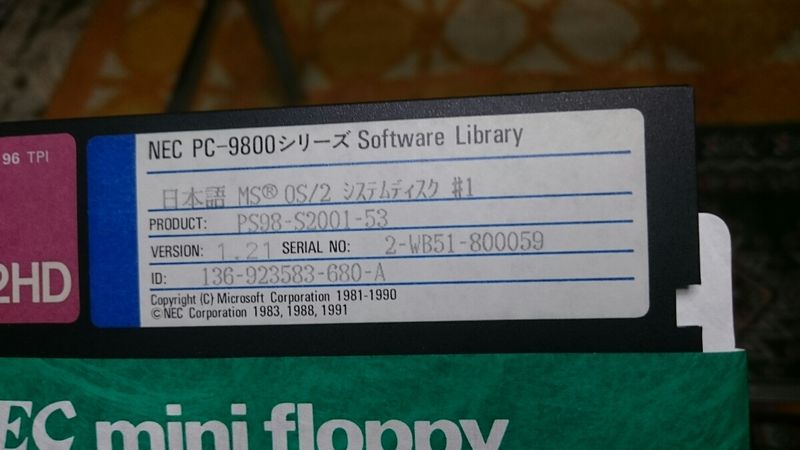 96 TPI
2HD
NEC PC-9800シリーズ Software Library
日本語 MS® OS/2 システムディスク #1
PRODUCT: PS98-S2001-53
VERSION: 1.21 SERIAL NO: 2-WB51-800059
ID: 136-923583-680-A
Copyright (C) Microsoft Corporation 1981-1990
©NEC Corporation 1983, 1988, 1991
NEC mini floppy